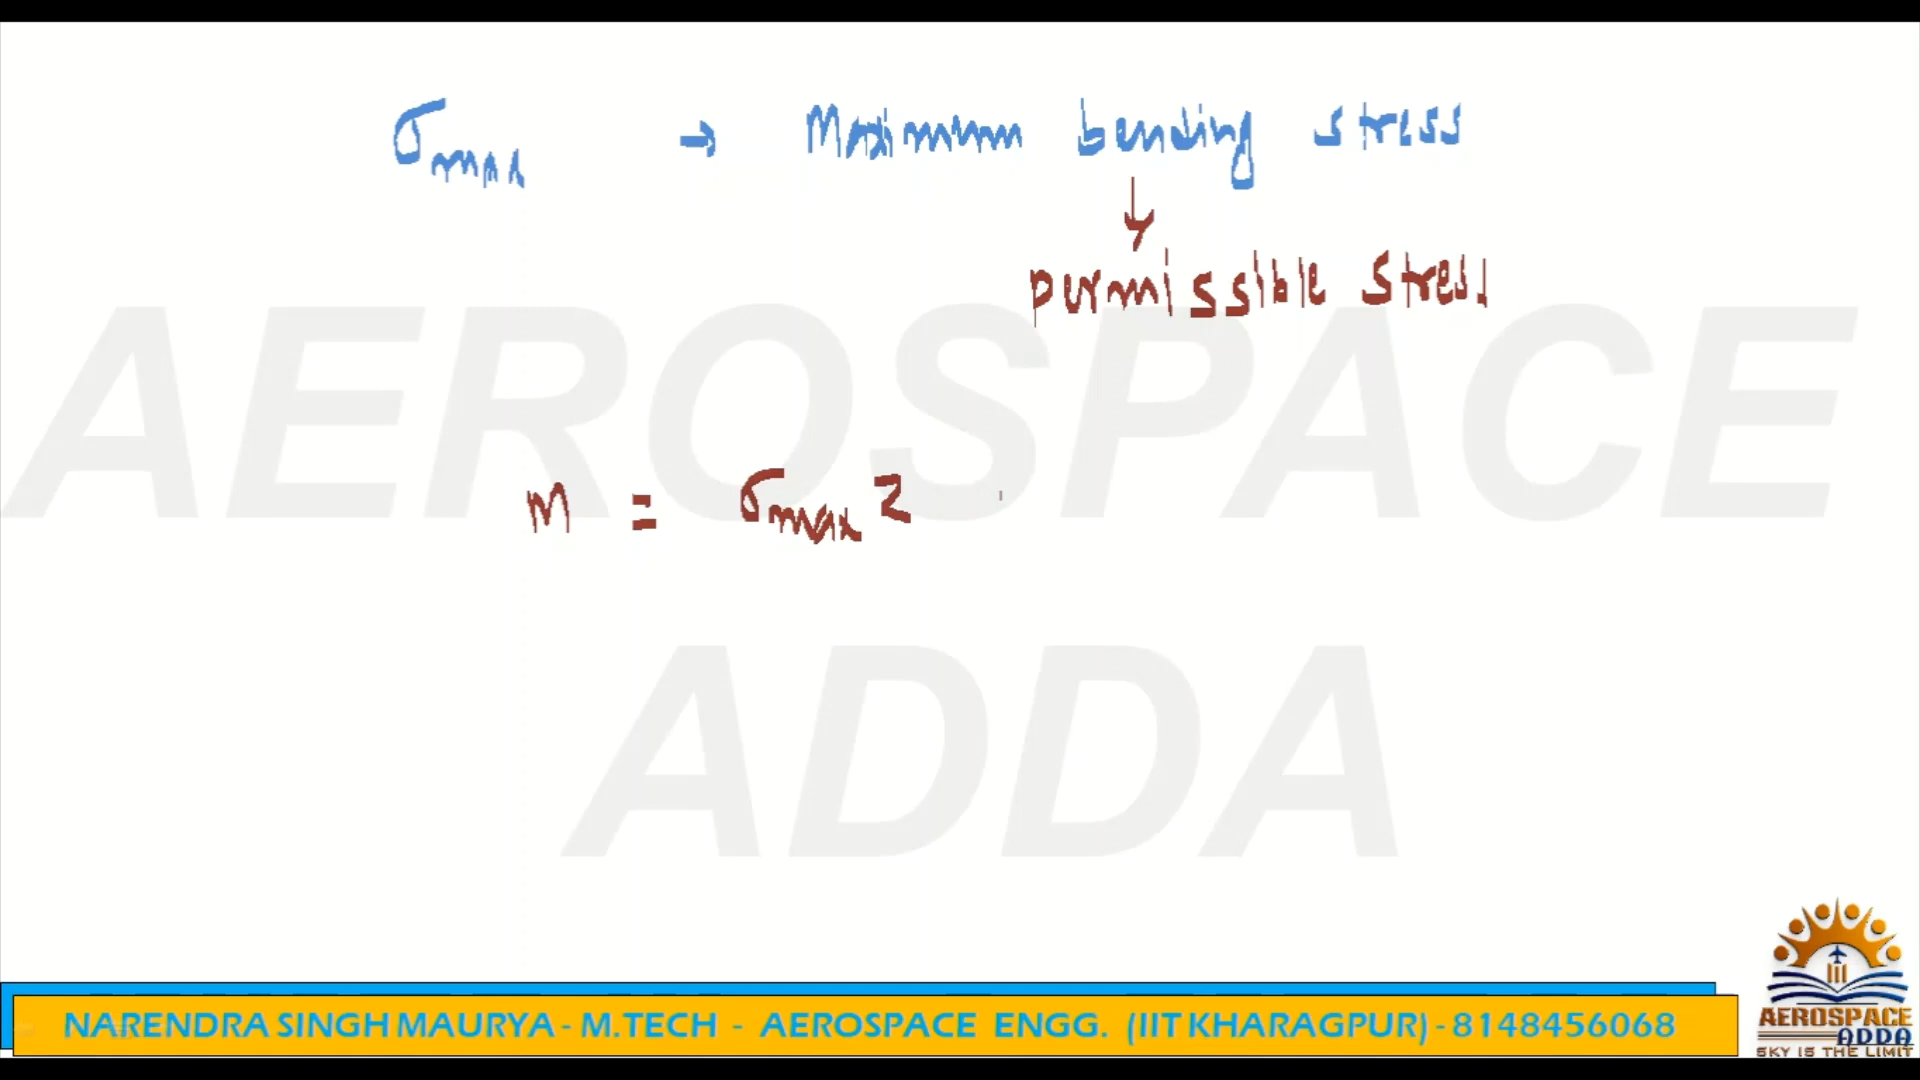 σmax → Maximum bending stress
↓
permissible stress
M = σmax Z
AEROSPACE
ADDA
NARENDRA SINGH MAURYA - M.TECH - AEROSPACE ENGG. (IIT KHARAGPUR) - 8148456068
AEROSPACE
ADDA
SKY IS THE LIMIT